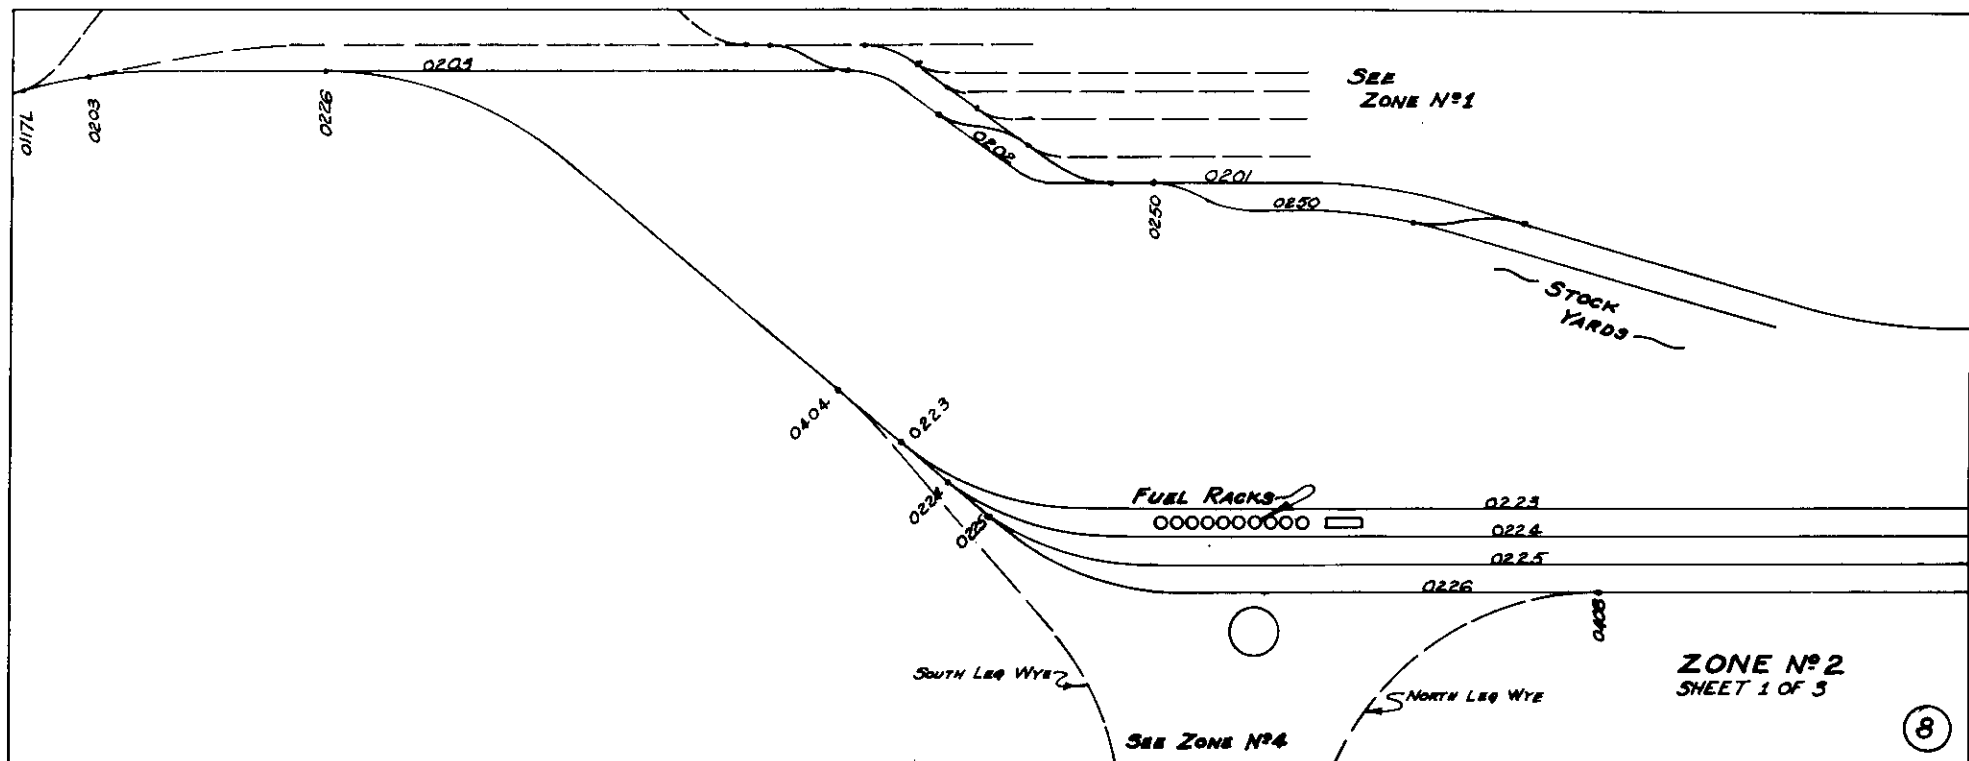 SEE
ZONE Nº1
0203
0117L
0203
0226
0202
0201
0250
0250
STOCK
YARDS
0404
0223
0224
0225
FUEL RACKS
0223
0224
0225
0226
0408
SOUTH LEG WYE
NORTH LEG WYE
SEE ZONE Nº4
ZONE Nº2
SHEET 1 OF 3
8